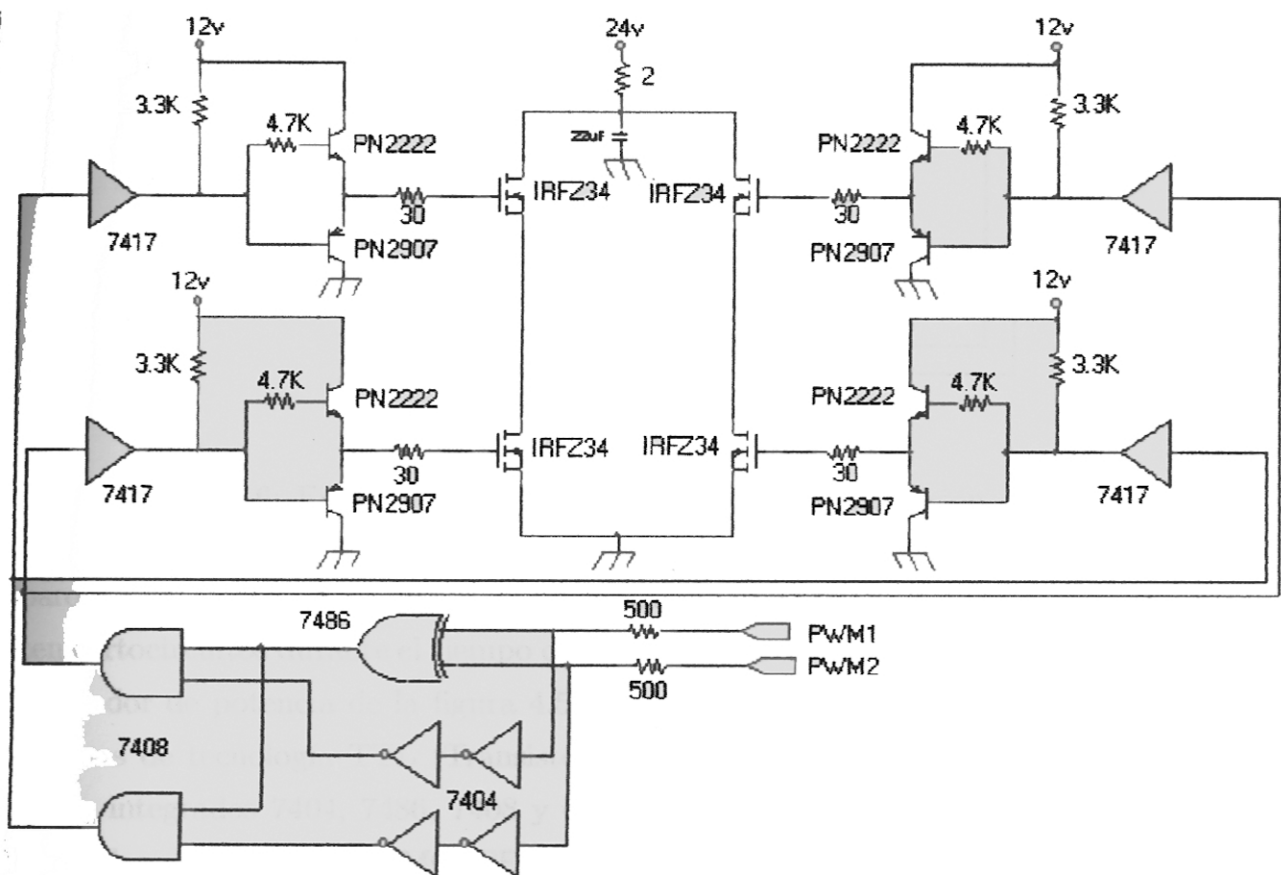 12v
24v
12v
3.3K
4.7K
PN2222
2
22uf
PN2222
4.7K
3.3K
7417
30
IRFZ34
IRFZ34
30
7417
PN2907
PN2907
12v
12v
3.3K
4.7K
PN2222
PN2222
4.7K
3.3K
7417
30
IRFZ34
IRFZ34
30
7417
PN2907
PN2907
7486
500
PWM1
PWM2
500
7408
7404